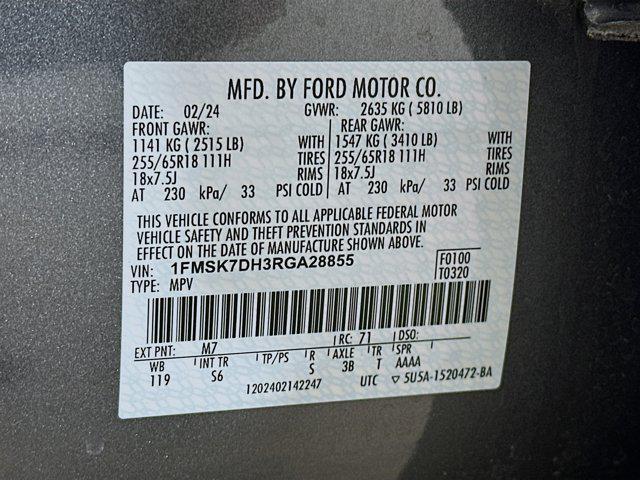 MFD. BY FORD MOTOR CO.
DATE: 02/24 GVWR: 2635 KG ( 5810 LB)
FRONT GAWR: REAR GAWR:
1141 KG ( 2515 LB) WITH 1547 KG ( 3410 LB) WITH
255/65R18 111H TIRES 255/65R18 111H TIRES
18x7.5J RIMS 18x7.5J RIMS
AT 230 kPa/ 33 PSI COLD AT 230 kPa/ 33 PSI COLD
THIS VEHICLE CONFORMS TO ALL APPLICABLE FEDERAL MOTOR
VEHICLE SAFETY AND THEFT PREVENTION STANDARDS IN
EFFECT ON THE DATE OF MANUFACTURE SHOWN ABOVE.
VIN: 1FMSK7DH3RGA28855 F0100
TYPE: MPV T0320
EXT PNT: M7 RC: 71 DSO:
WB INT TR TP/PS R AXLE TR SPR
119 S6 S 3B T AAAA
1202402142247 UTC ▽ 5U5A-1520472-BA